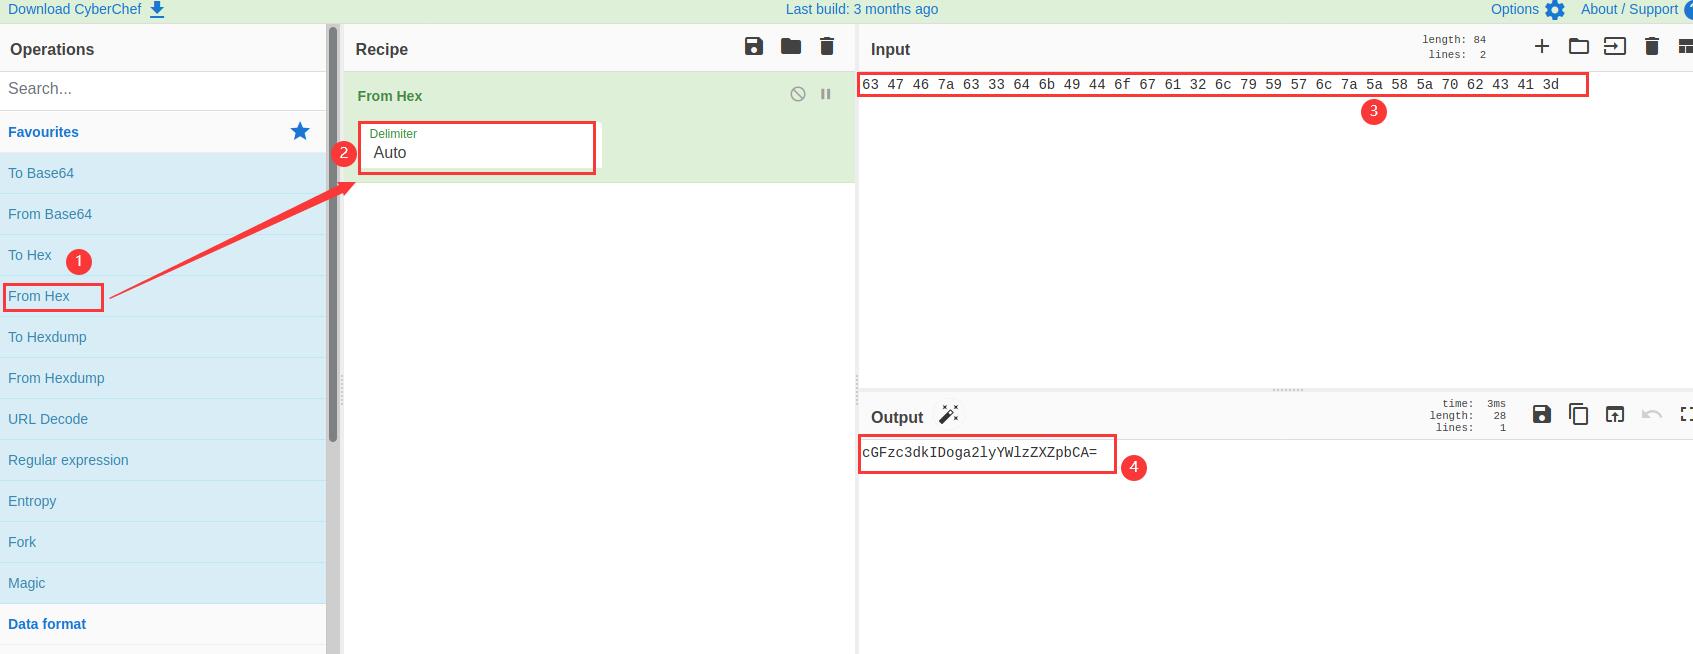 Download CyberChef
Last build: 3 months ago
Options
About / Support
?
Operations
Search...
Favourites
To Base64
From Base64
To Hex
1
From Hex
To Hexdump
From Hexdump
URL Decode
Regular expression
Entropy
Fork
Magic
Data format
Recipe
From Hex
2
Delimiter
Auto
Input
length: 84
lines: 2
63 47 46 7a 63 33 64 6b 49 44 6f 67 61 32 6c 79 59 57 6c 7a 5a 58 5a 70 62 43 41 3d
3
Output
time: 3ms
length: 28
lines: 1
cGFzc3dkIDoga2lyYWlzZXZpbCA=
4